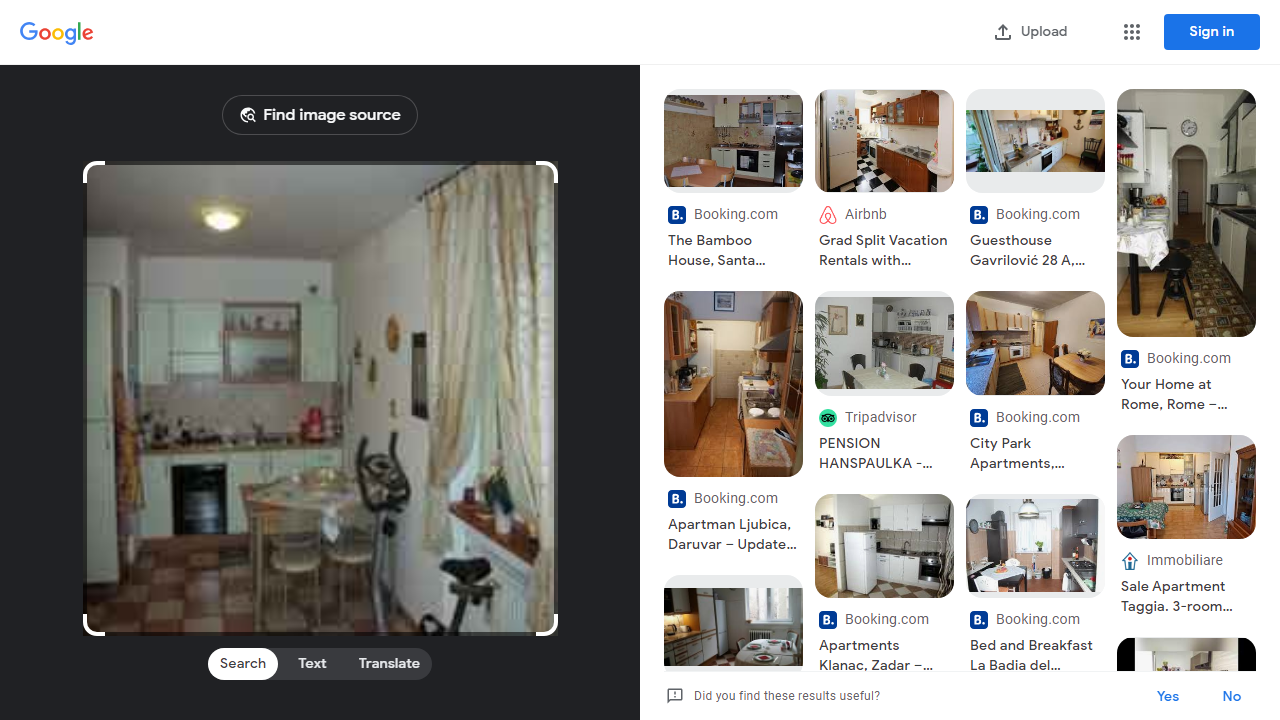 Google
Upload
Sign in
Find image source
Search
Text
Translate
Booking.com
The Bamboo
House, Santa...
Airbnb
Grad Split Vacation
Rentals with...
Booking.com
Guesthouse
Gavrilović 28 A,...
Booking.com
Your Home at
Rome, Rome –...
Booking.com
Apartman Ljubica,
Daruvar – Update...
Tripadvisor
PENSION
HANSPAULKA -...
Booking.com
City Park
Apartments,...
Immobiliare
Sale Apartment
Taggia. 3-room...
Booking.com
Apartments
Klanac, Zadar –...
Booking.com
Bed and Breakfast
La Badia del...
Did you find these results useful?
Yes
No